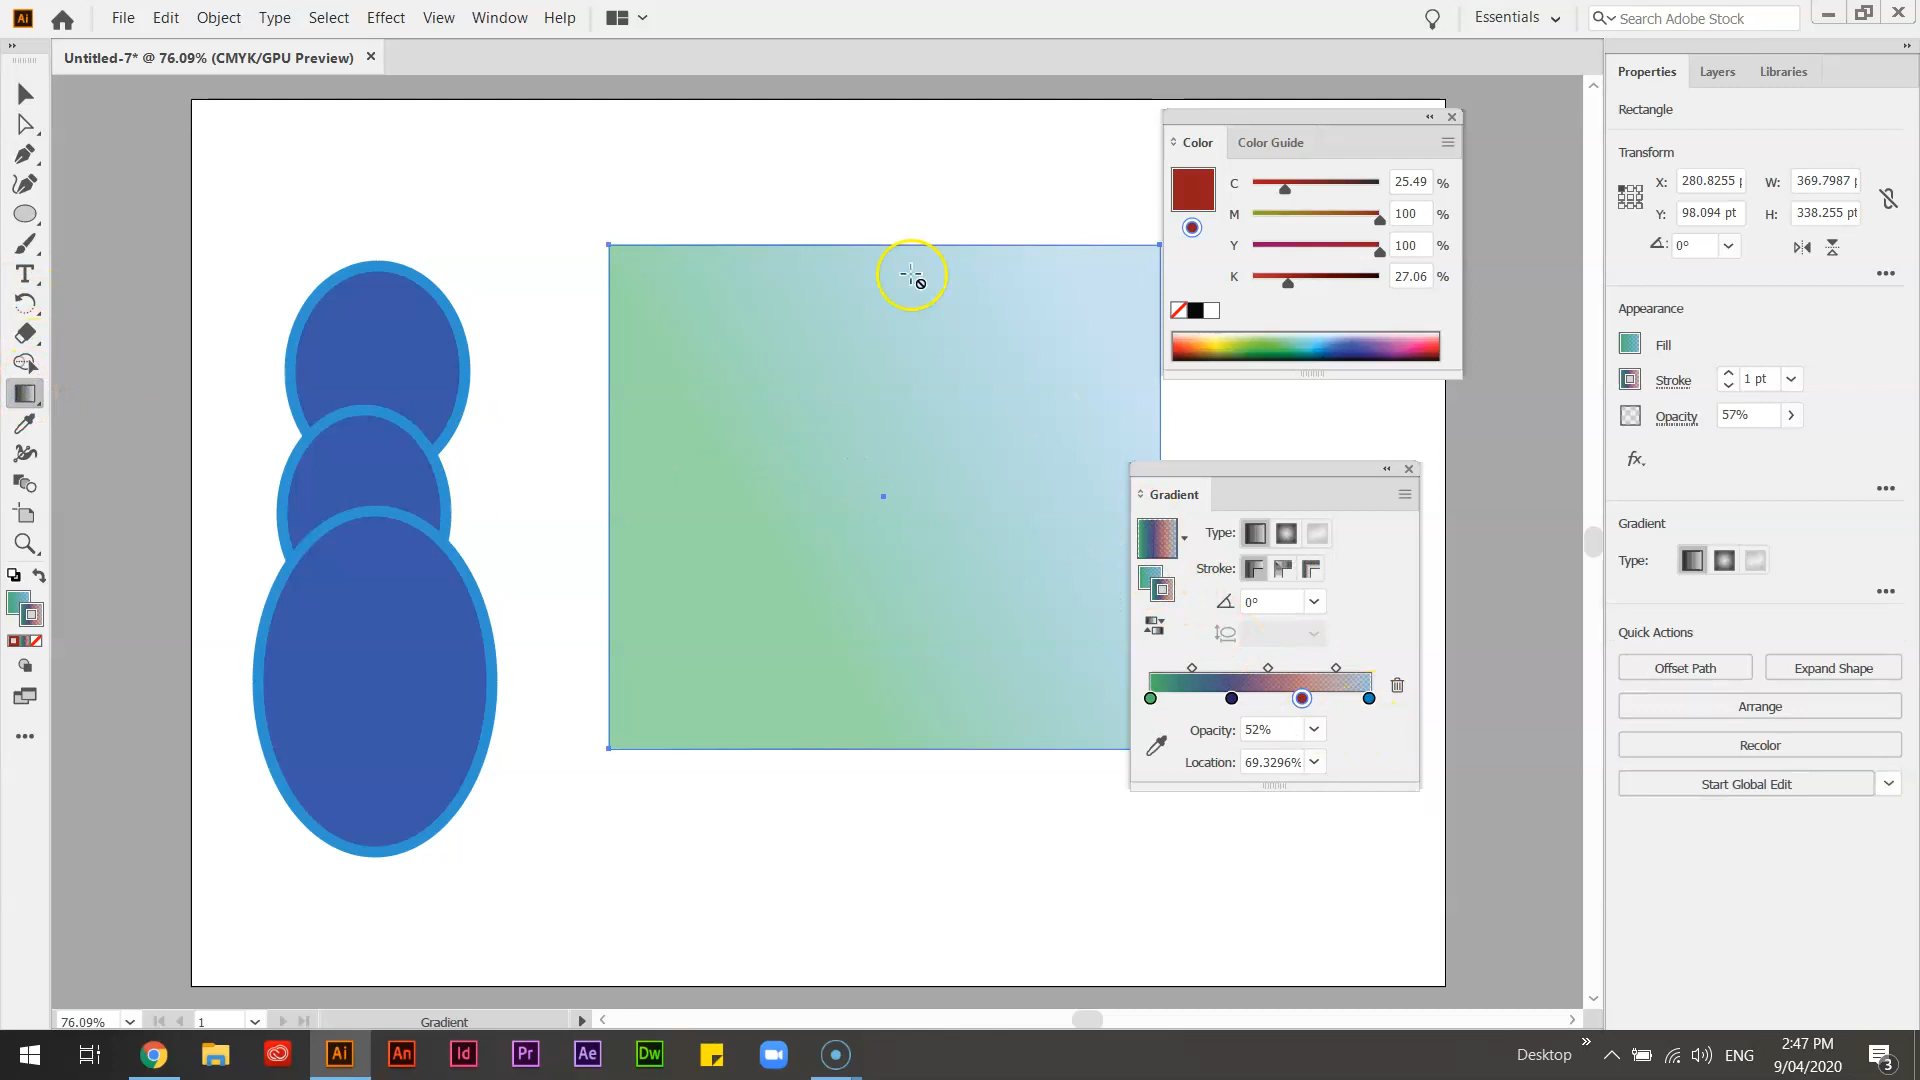 Ai File Edit Object Type Select Effect View Window Help Essentials Search Adobe Stock
Untitled-7* @ 76.09% (CMYK/GPU Preview)
Properties Layers Libraries
Rectangle
Transform
X: 280.8255 W: 369.7987
Y: 98.094 pt H: 338.255 pt
0°
Appearance
Fill
Stroke 1 pt
Opacity 57%
fx.
Gradient
Type:
Quick Actions
Offset Path Expand Shape
Arrange
Recolor
Start Global Edit
Color Color Guide
C 25.49 %
M 100 %
Y 100 %
K 27.06 %
Gradient
Type:
Stroke:
0°
Opacity: 52%
Location: 69.3296%
76.09% 1 Gradient
Ai An Id Pr Ae Dw
Desktop ENG
2:47 PM
9/04/2020
3